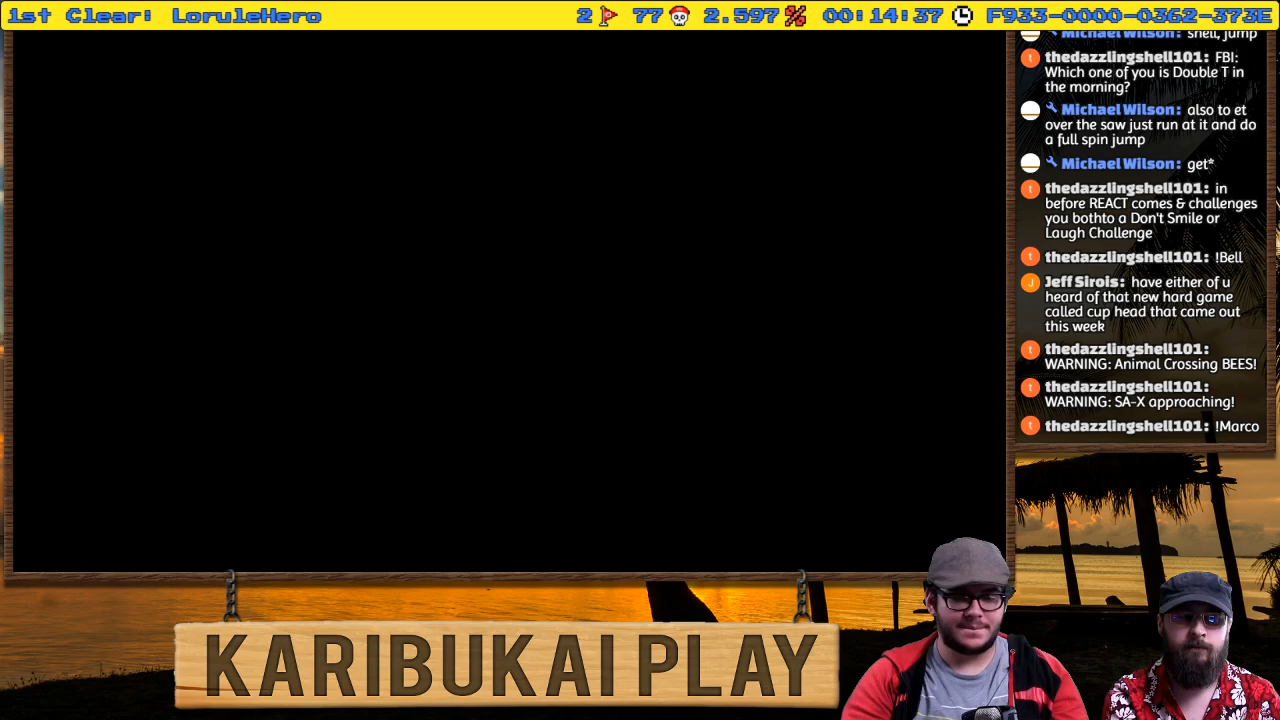 1st Clear: LoruleHero 2 77 2.597% 00:14:37 F933-0000-0362-373E
Michael Wilson: shell, jump
thedazzlingshell101: FBI:
Which one of you is Double T in
the morning?
Michael Wilson: also to et
over the saw just run at it and do
a full spin jump
Michael Wilson: get*
thedazzlingshell101: in
before REACT comes & challenges
you bothto a Don't Smile or
Laugh Challenge
thedazzlingshell101: !Bell
Jeff Sirois: have either of u
heard of that new hard game
called cup head that came out
this week
thedazzlingshell101:
WARNING: Animal Crossing BEES!
thedazzlingshell101:
WARNING: SA-X approaching!
thedazzlingshell101: !Marco
KARIBUKAI PLAY